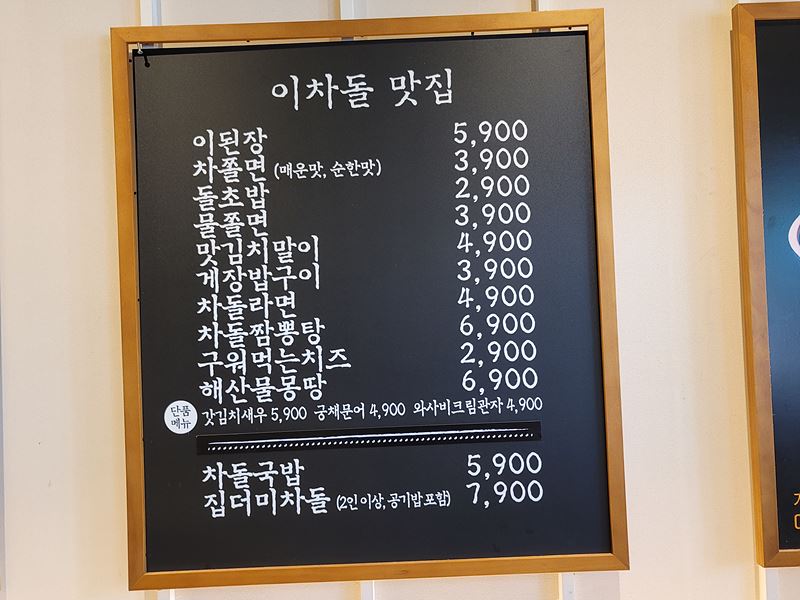 이차돌 맛집
이된장 5,900
차쫄면 (매운맛, 순한맛) 3,900
돌초밥 2,900
물쫄면 3,900
맛김치말이 4,900
게장밥구이 3,900
차돌라면 4,900
차돌짬뽕탕 6,900
구워먹는치즈 2,900
해산물몽땅 6,900
단품
메뉴
갓김치새우 5,900 궁채문어 4,900 와사비크림관자 4,900
차돌국밥 5,900
집더미차돌 (2인 이상, 공기밥 포함) 7,900